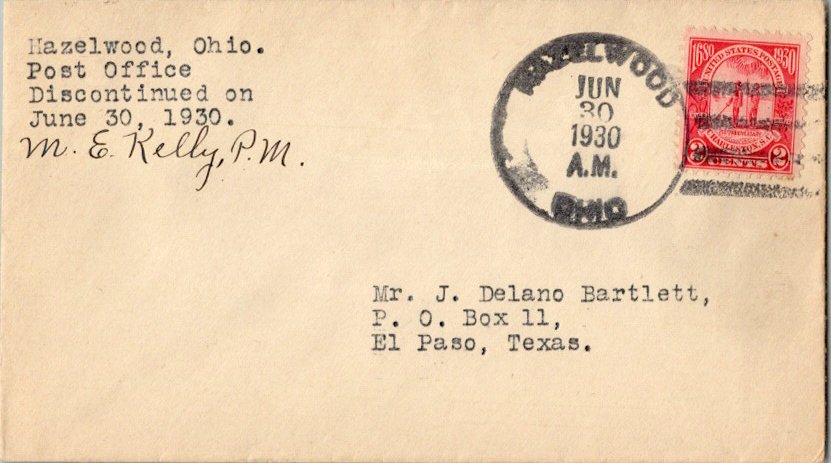 Hazelwood, Ohio.
Post Office
Discontinued on
June 30, 1930.
M. E. Kelly, P.M.
HAZELWOOD
JUN
30
1930
A.M.
OHIO
1680 1930
UNITED STATES POSTAGE
CHARLESTON, S.C.
2 CENTS 2
Mr. J. Delano Bartlett,
P. O. Box 11,
El Paso, Texas.